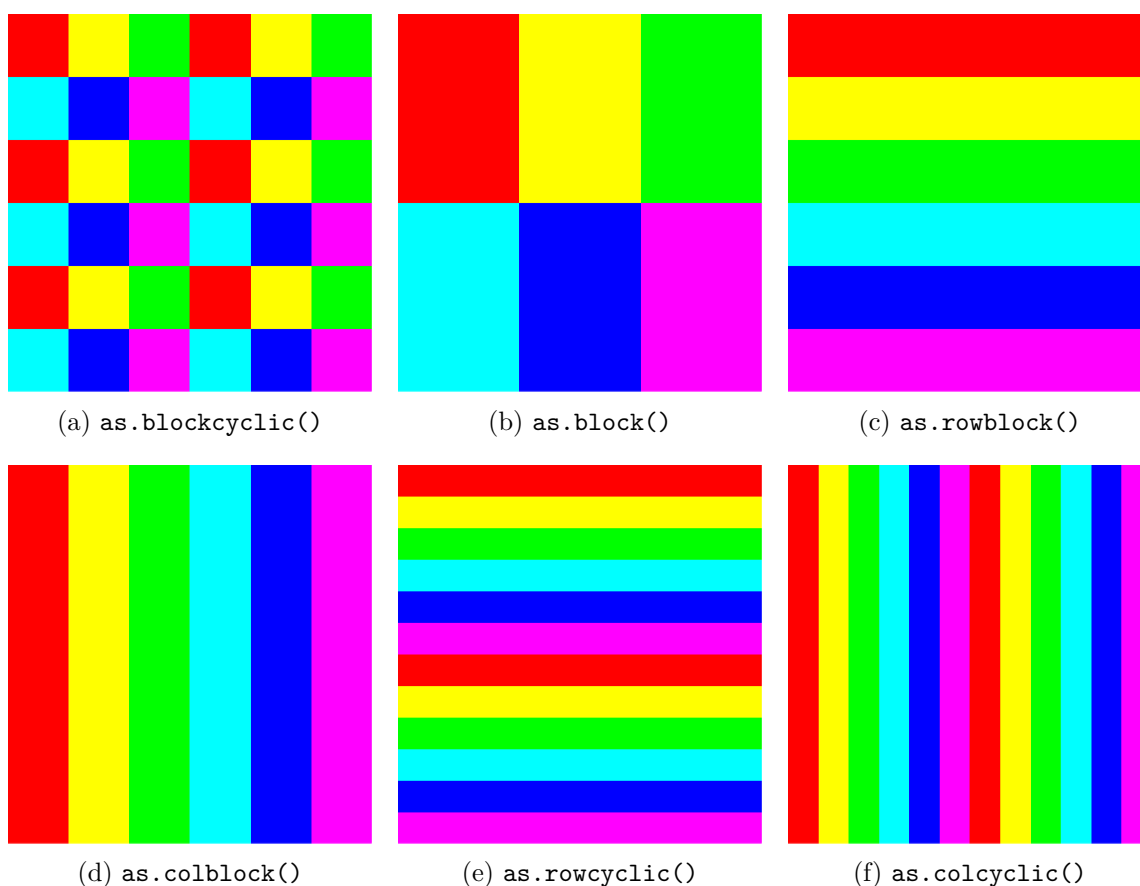 (a) as.blockcyclic()
(b) as.block()
(c) as.rowblock()
(d) as.colblock()
(e) as.rowcyclic()
(f) as.colcyclic()